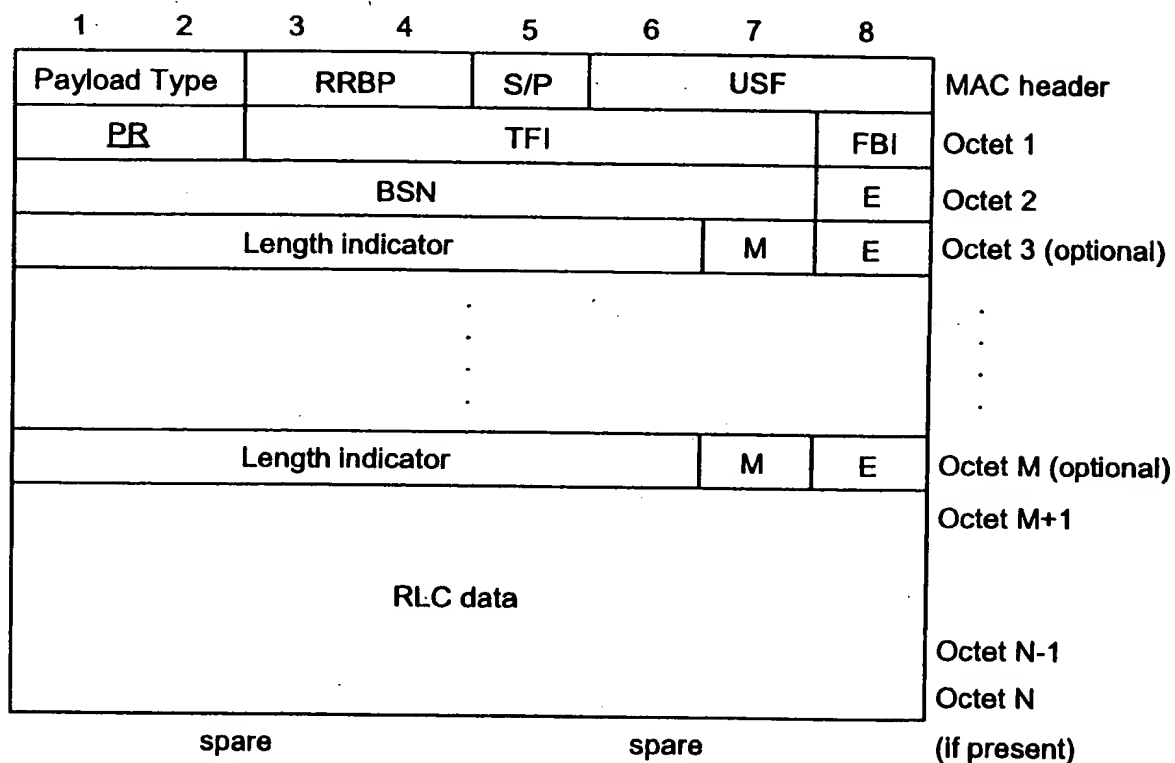 1 2 3 4 5 6 7 8
Payload Type RRBP S/P USF MAC header
PR TFI FBI Octet 1
BSN E Octet 2
Length indicator M E Octet 3 (optional)
Length indicator M E Octet M (optional)
Octet M+1
RLC data
Octet N-1
Octet N
spare spare (if present)